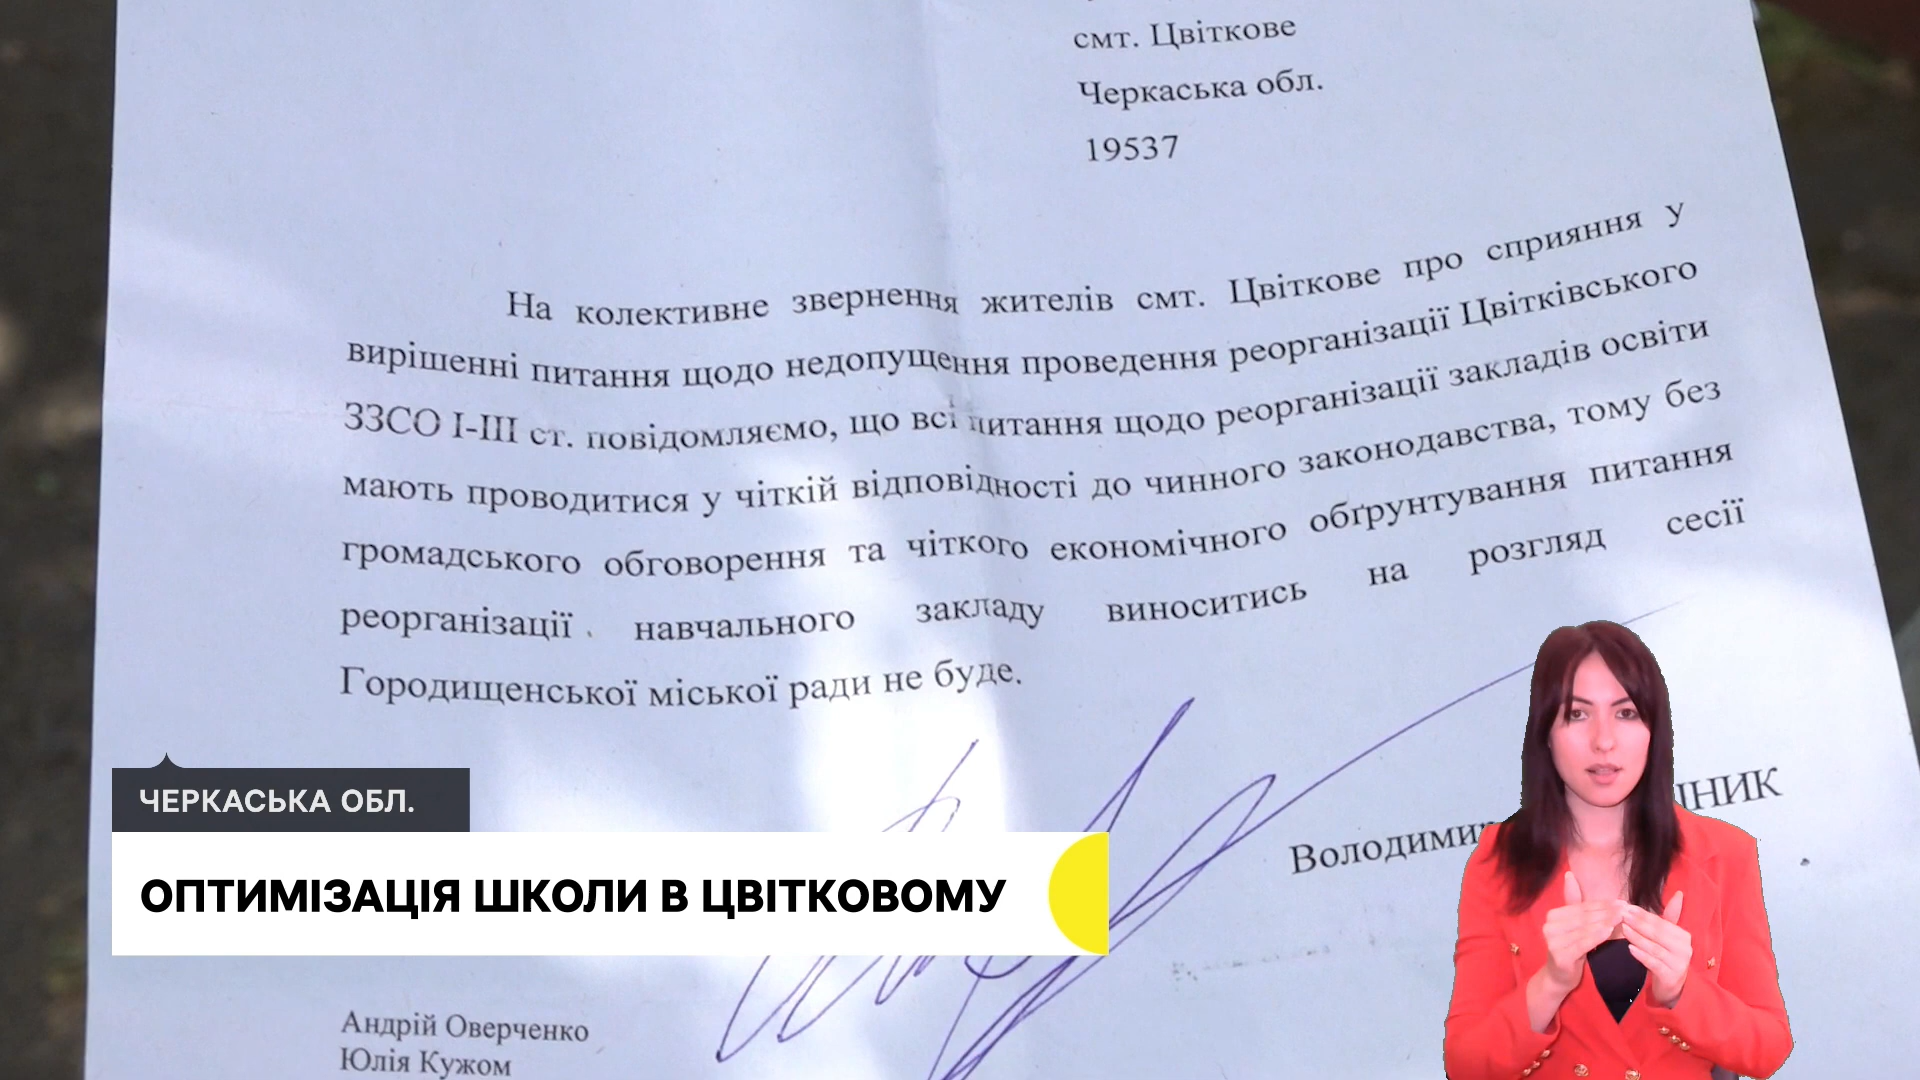 смт. Цвіткове
Черкаська обл.
19537
На колективне звернення жителів смт. Цвіткове про сприяння у
вирішенні питання щодо недопущення проведення реорганізації Цвітківського
ЗЗСО І-ІІІ ст. повідомляємо, що всі питання щодо реорганізації закладів освіти
мають проводитися у чіткій відповідності до чинного законодавства, тому без
громадського обговорення та чіткого економічного обґрунтування питання
реорганізації навчального закладу виноситись на розгляд сесії
Городищенської міської ради не буде.
ЧЕРКАСЬКА ОБЛ.
ОПТИМІЗАЦІЯ ШКОЛИ В ЦВІТКОВОМУ
Андрій Оверченко
Юлія Кужом